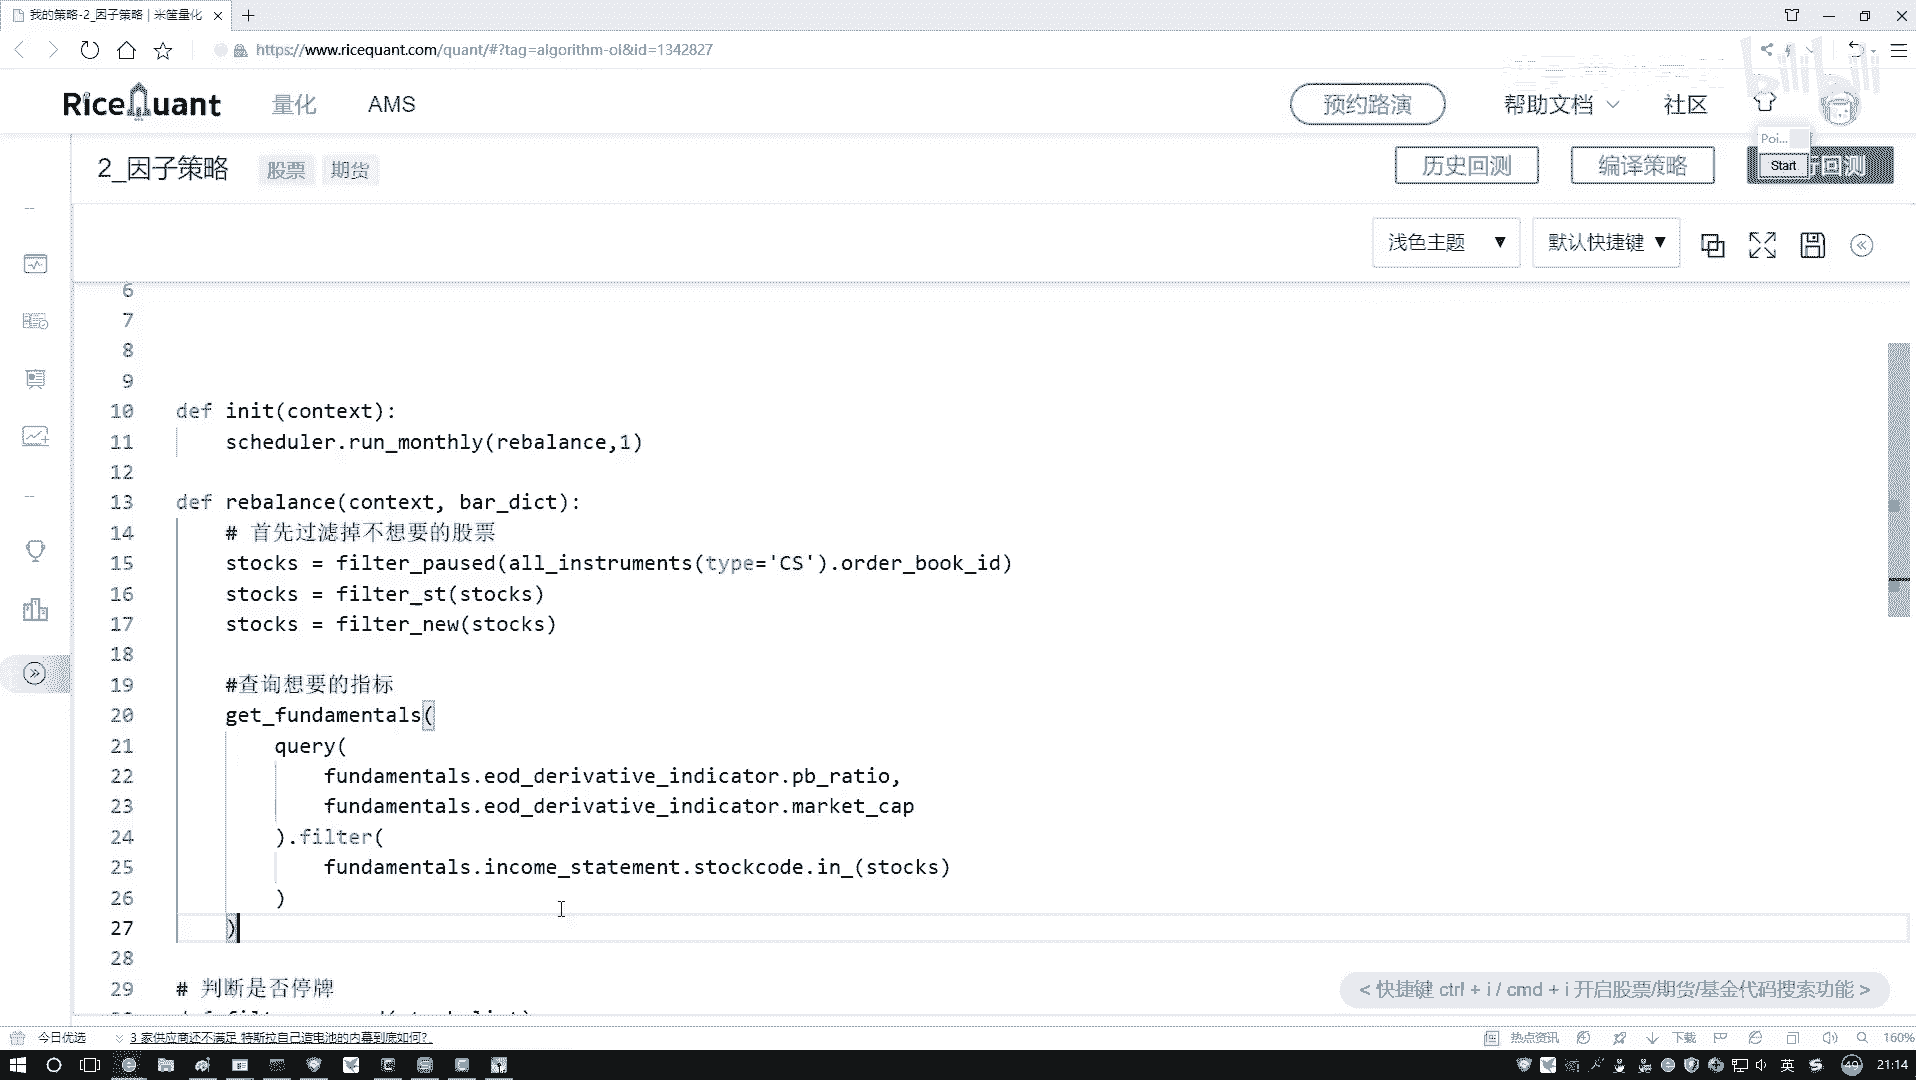 我的策略-2_因子策略 | 米筐量化
https://www.ricequant.com/quant/#?tag=algorithm-oi&id=1342827
bilibili
RiceQuant 量化 AMS 预约路演 帮助文档 社区
Poi...
2_因子策略 股票 期货 历史回测 编译策略 Start 回测
浅色主题 ▼ 默认快捷键 ▼
6
7
8
9
10 def init(context):
11 scheduler.run_monthly(rebalance,1)
12
13 def rebalance(context, bar_dict):
14 # 首先过滤掉不想要的股票
15 stocks = filter_paused(all_instruments(type='CS').order_book_id)
16 stocks = filter_st(stocks)
17 stocks = filter_new(stocks)
18
19 #查询想要的指标
20 get_fundamentals(
21 query(
22 fundamentals.eod_derivative_indicator.pb_ratio,
23 fundamentals.eod_derivative_indicator.market_cap
24 ).filter(
25 fundamentals.income_statement.stockcode.in_(stocks)
26 )
27 )
28
29 # 判断是否停牌
< 快捷键 ctrl + i / cmd + i 开启股票/期货/基金代码搜索功能 >
今日优选 3 家供应商还不满足 特斯拉自己造电池的内幕到底如何? 热点资讯 下载 160%
英 49 21:14